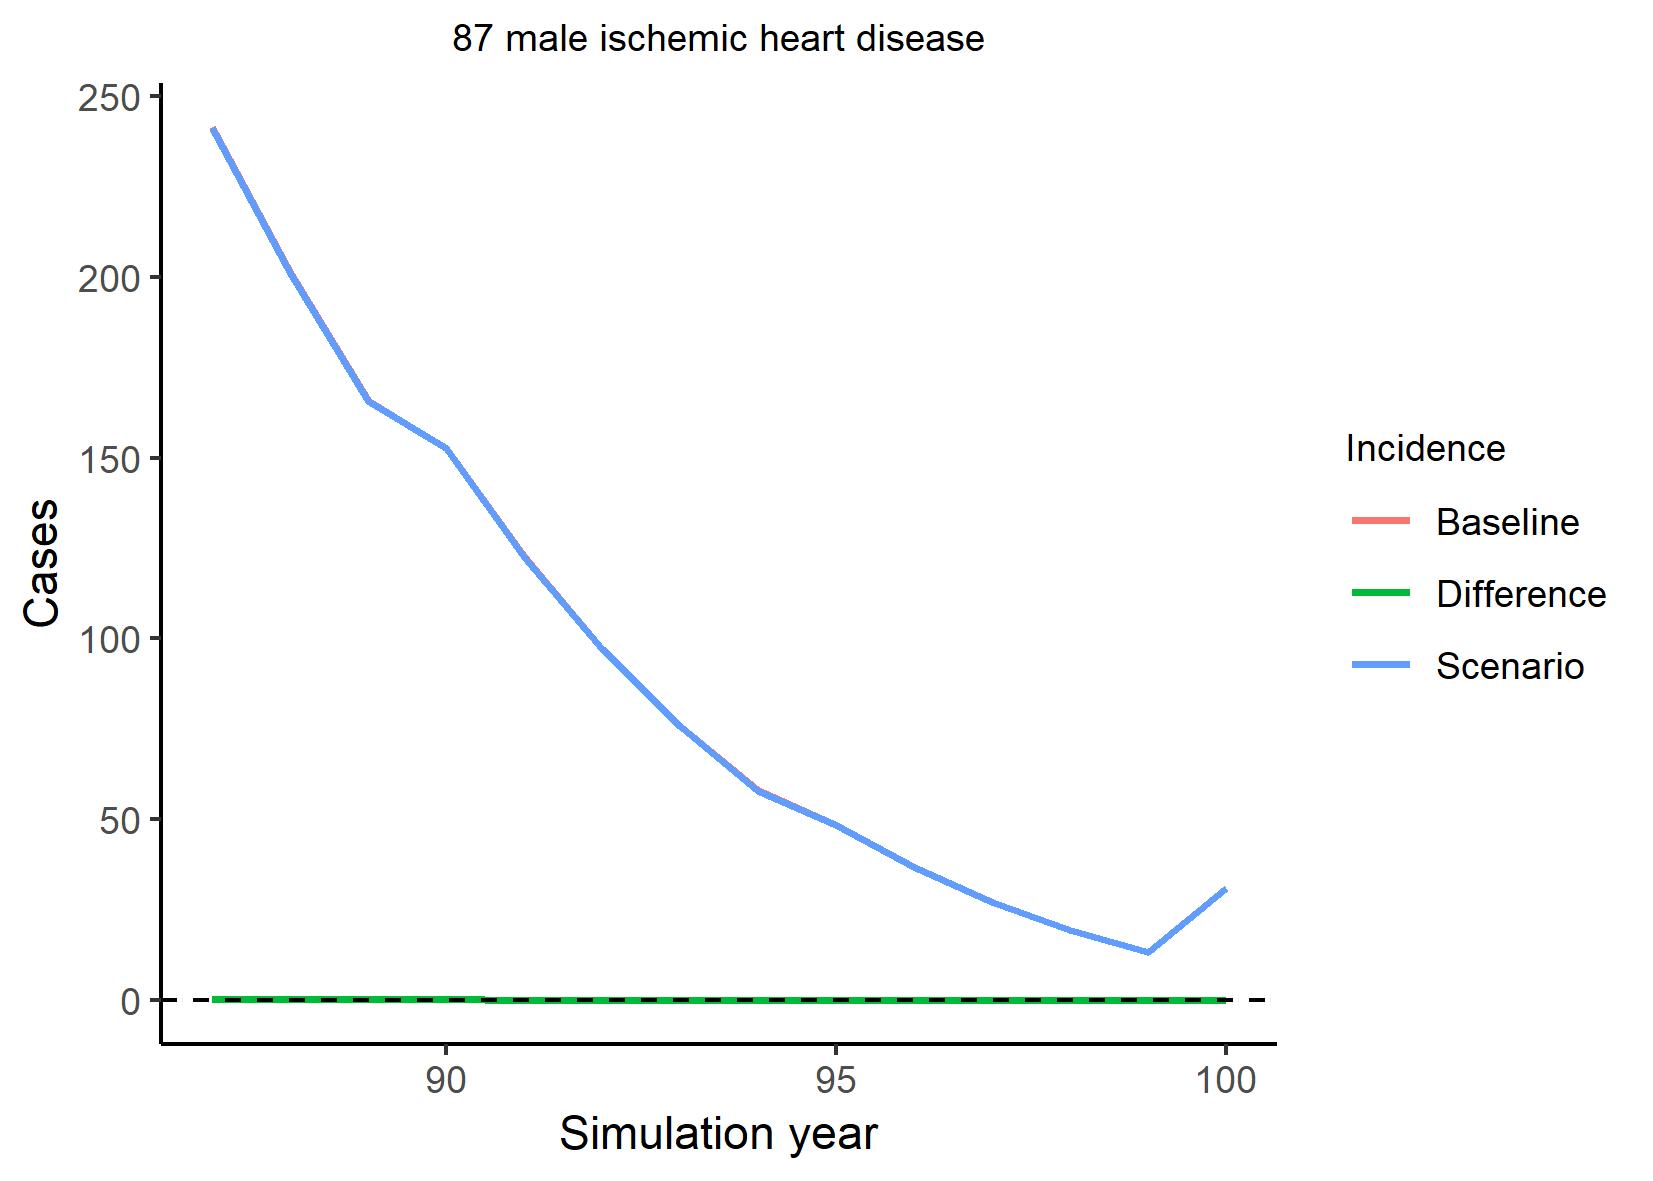 87 male ischemic heart disease
250
200
150
100
50
0
Cases
90
95
100
Simulation year
Incidence
Baseline
Difference
Scenario